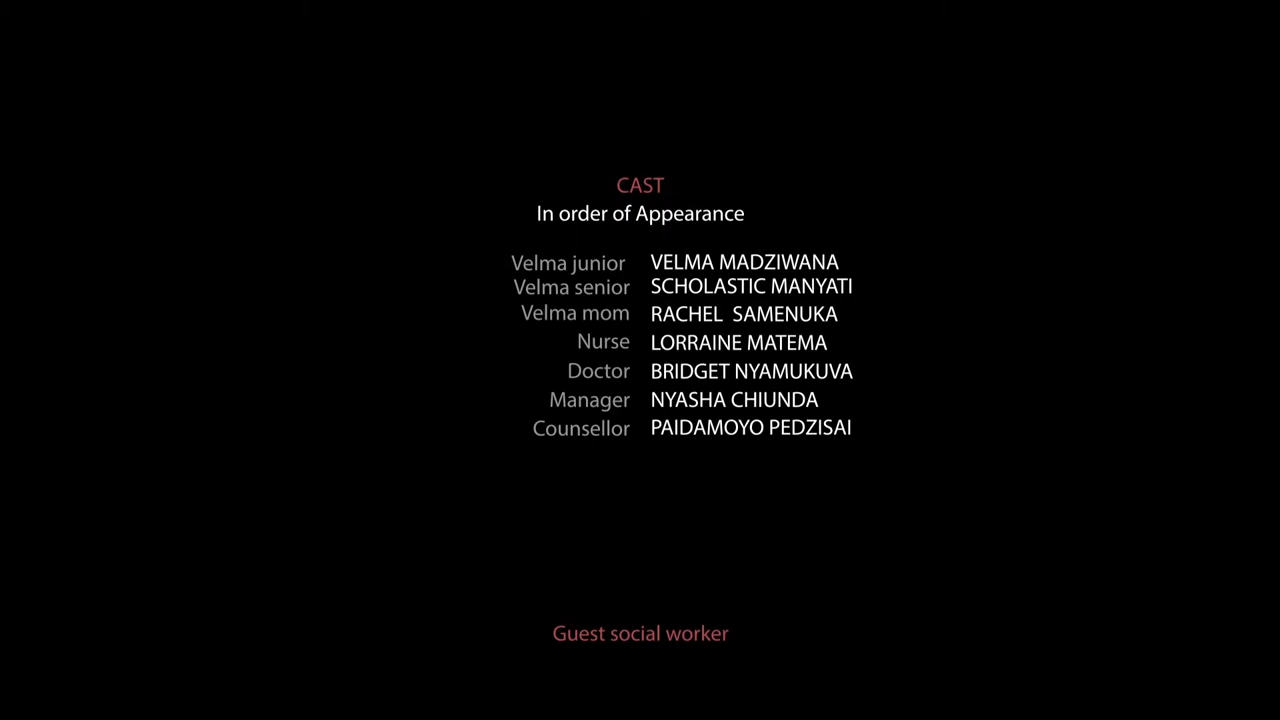 CAST
In order of Appearance
Velma junior VELMA MADZIWANA
Velma senior SCHOLASTIC MANYATI
Velma mom RACHEL SAMENUKA
Nurse LORRAINE MATEMA
Doctor BRIDGET NYAMUKUVA
Manager NYASHA CHIUNDA
Counsellor PAIDAMOYO PEDZISAI
Guest social worker